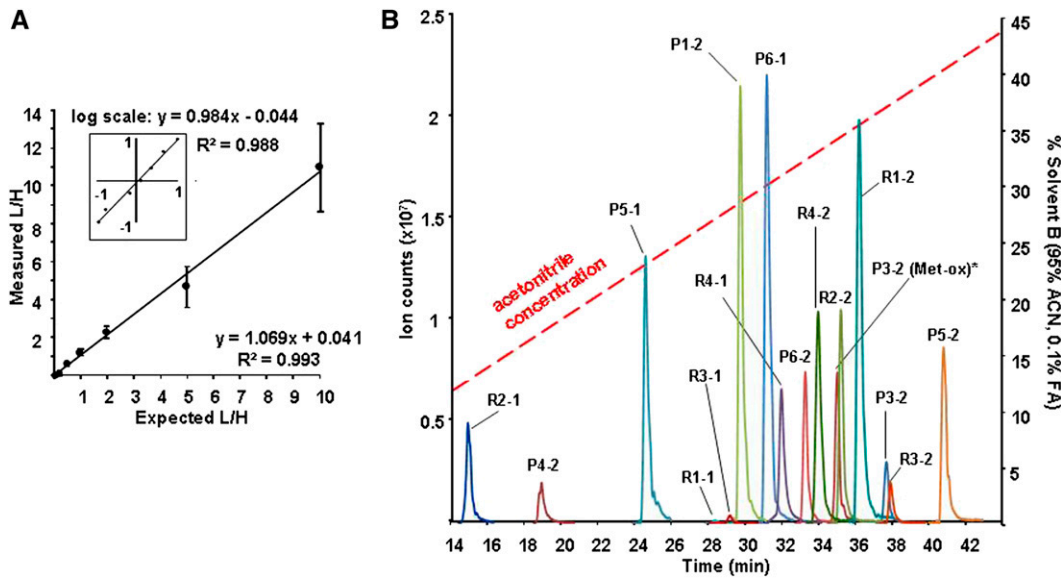 A
log scale: y = 0.984x - 0.044
R² = 0.988
Measured L/H
14
12
10
8
6
4
2
1
-1
1
-1
y = 1.069x + 0.041
R² = 0.993
1 2 3 4 5 6 7 8 9 10
Expected L/H
B
Ion counts (x10⁷)
2.5
2
1.5
1
0.5
acetonitrile
concentration
R2-1
P4-2
P5-1
R1-1
R3-1
P1-2
P6-1
R4-1
P6-2
R4-2
R2-2
P3-2 (Met-ox)*
R1-2
P3-2
R3-2
P5-2
45
40
35
30
25
20
15
10
5
% Solvent B (95% ACN, 0.1% FA)
14 16 18 20 22 24 26 28 30 32 34 36 38 40 42
Time (min)